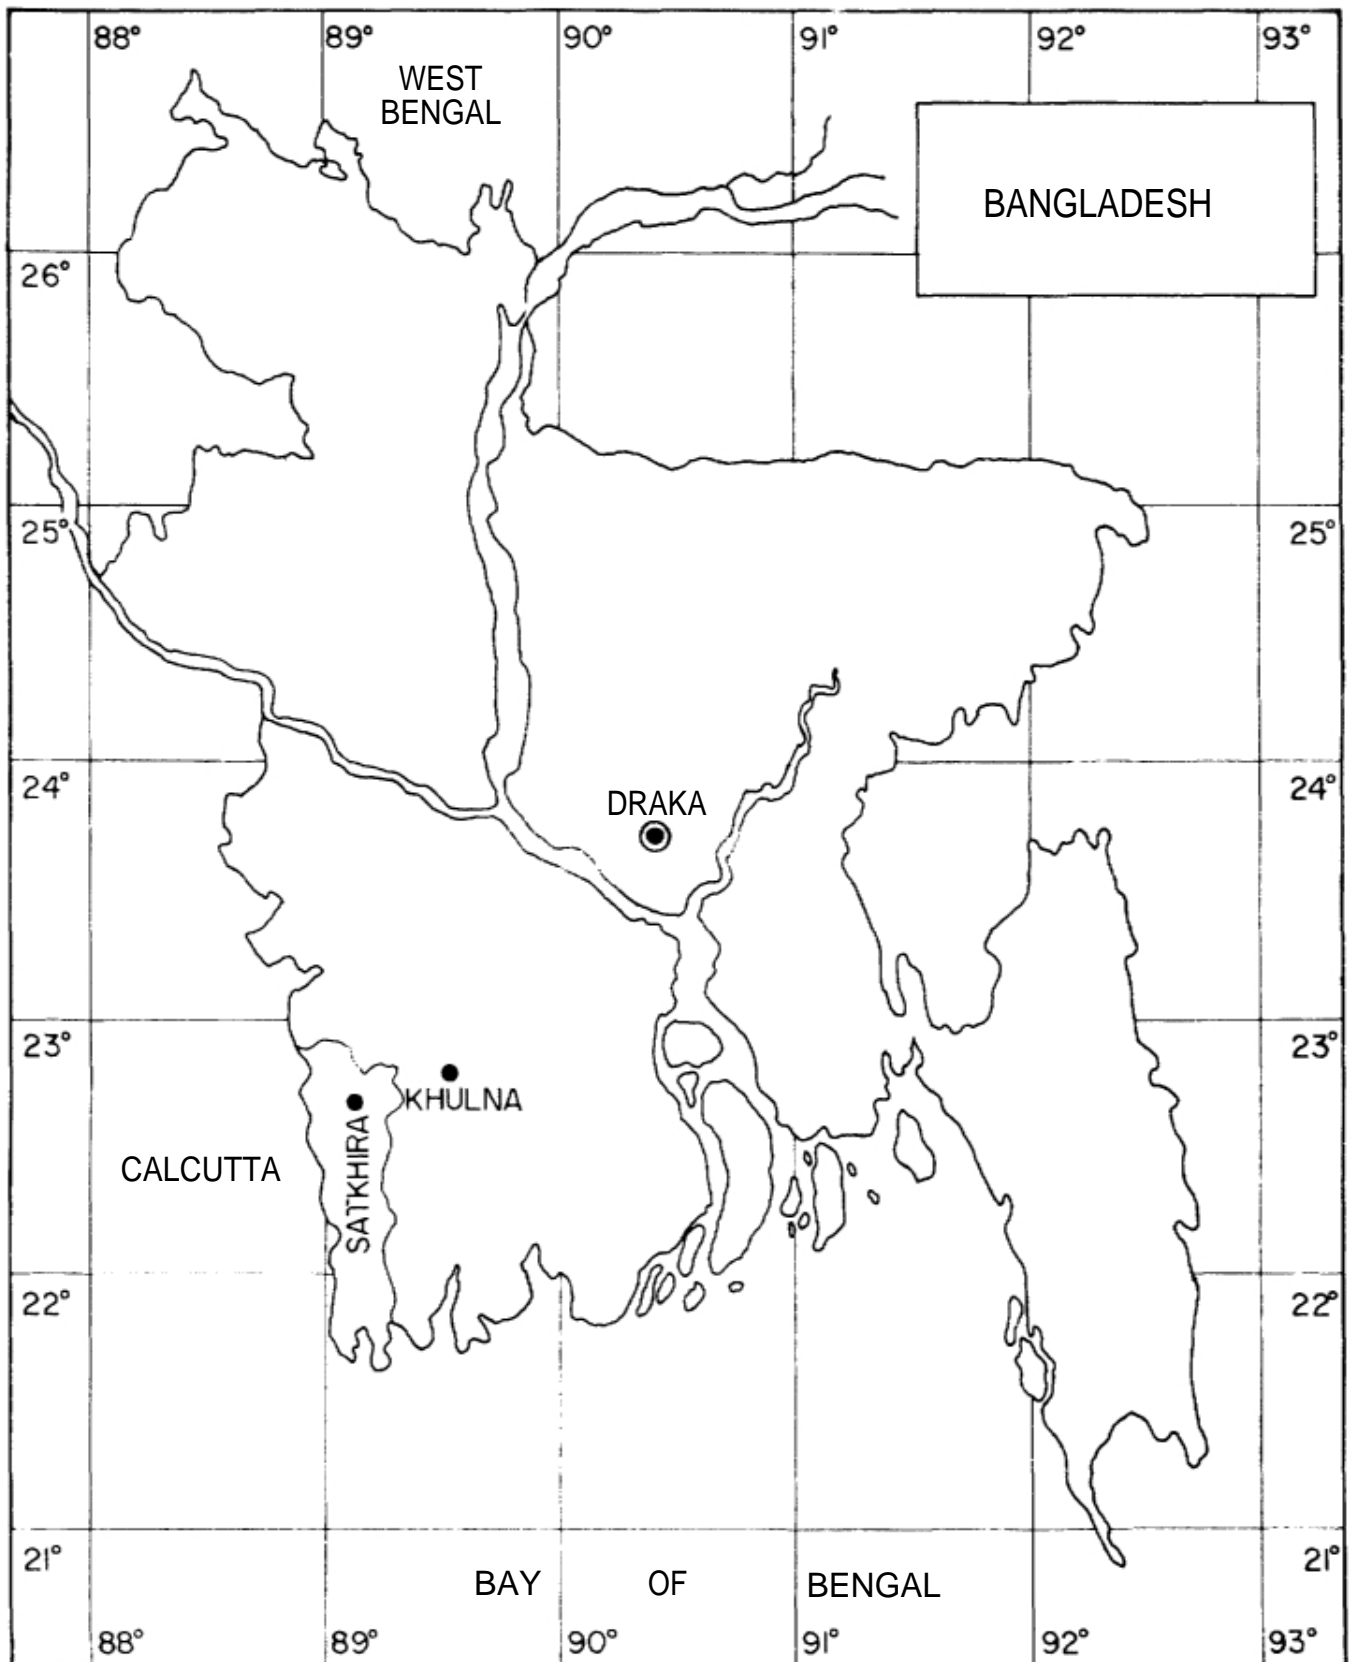 88° 89° 90° 91° 92° 93°
WEST
BENGAL
BANGLADESH
26°
25° 25°
24° 24°
DRAKA
23° 23°
KHULNA
SATKHIRA
CALCUTTA
22° 22°
21° 21°
BAY OF BENGAL
88° 89° 90° 91° 92° 93°